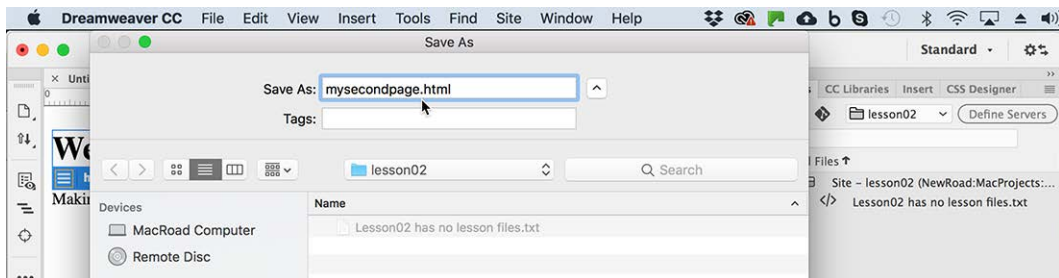 Dreamweaver CC File Edit View Insert Tools Find Site Window Help
Save As
Standard
× Unti
Save As: mysecondpage.html
CC Libraries Insert CSS Designer
Tags:
lesson02 Define Servers
We
lesson02 Search
Files
h
Makin
Devices Name
Site – lesson02 (NewRoad:MacProjects:...
Lesson02 has no lesson files.txt
MacRoad Computer Lesson02 has no lesson files.txt
Remote Disc